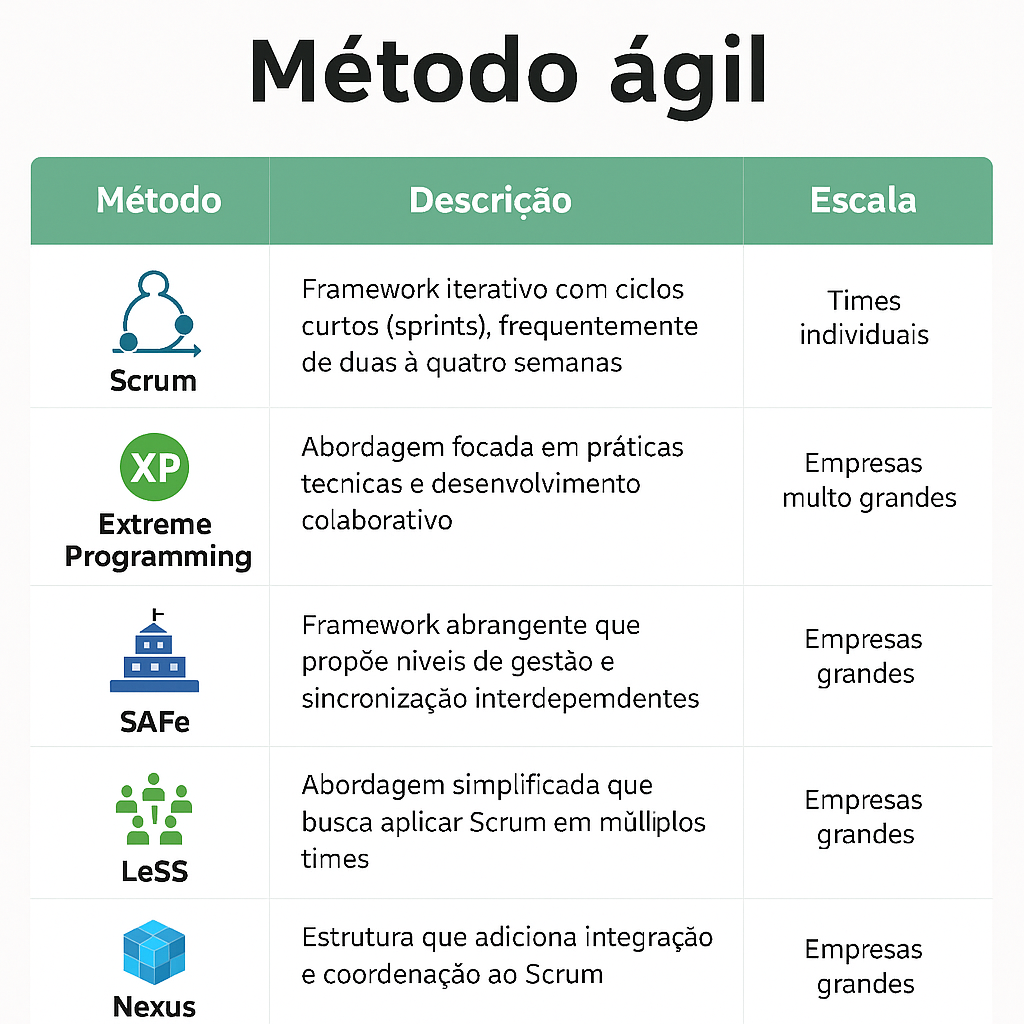 Método ágil
Método
Descrição
Escala
Scrum
Framework iterativo com ciclos
curtos (sprints), frequentemente
de duas à quatro semanas
Times
individuais
XP
Extreme
Programming
Abordagem focada em práticas
tecnicas e desenvolvimento
colaborativo
Empresas
multo grandes
SAFe
Framework abrangente que
propõe niveis de gestào e
sincronização interdepemdentes
Empresas
grandes
LeSS
Abordagem simplificada que
busca aplicar Scrum em mŭlliplos
times
Empresas
grandes
Nexus
Estrutura que adiciona integração
e coordenação ao Scrum
Empresas
grandes